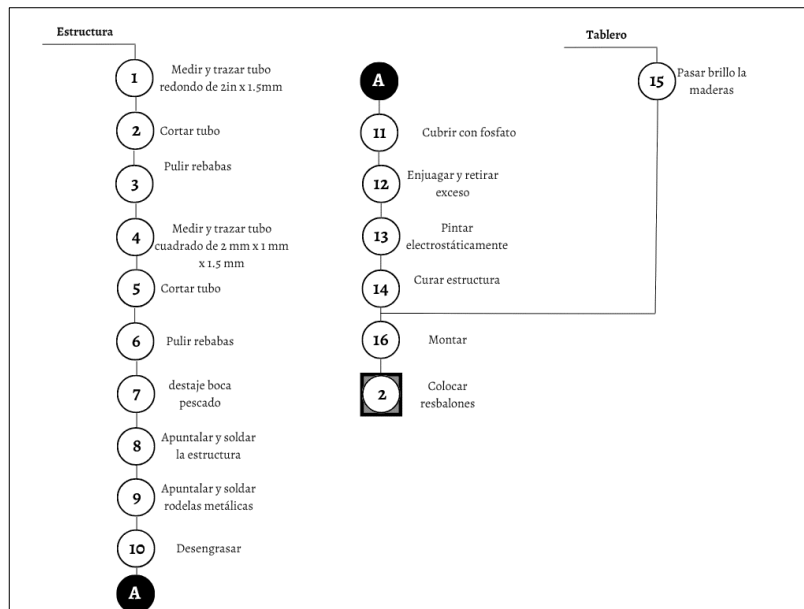 Estructura
1
Medir y trazar tubo
redondo de 2in x 1.5mm
2
Cortar tubo
3
Pulir rebabas
4
Medir y trazar tubo
cuadrado de 2 mm x 1 mm
x 1.5 mm
5
Cortar tubo
6
Pulir rebabas
7
destaje boca
pescado
8
Apuntalar y soldar
la estructura
9
Apuntalar y soldar
rodelas metálicas
10
Desengrasar
A
A
11
Cubrir con fosfato
12
Enjuagar y retirar
exceso
13
Pintar
electrostáticamente
14
Curar estructura
16
Montar
2
Colocar
resbalones
Tablero
15
Pasar brillo la
maderas